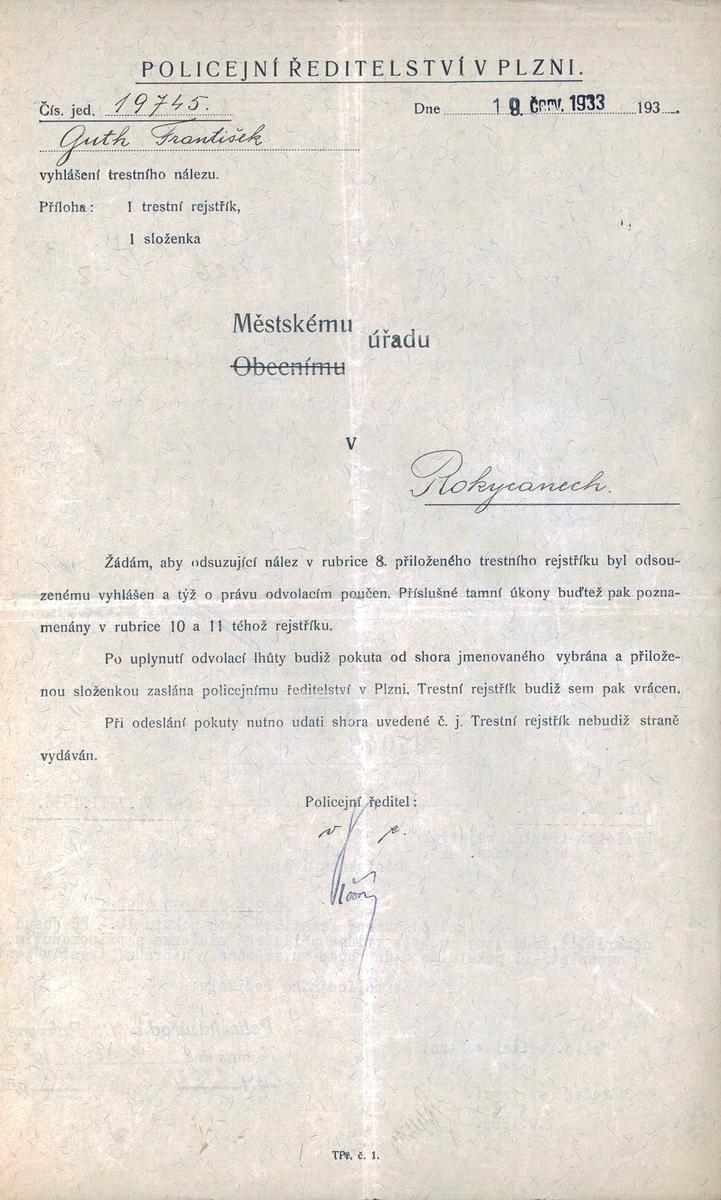 POLICEJNÍ ŘEDITELSTVÍ V PLZNI.
Čís. jed. 19745.
Dne 19. červ. 1933 193
Guth František
vyhlášení trestního nálezu.
Příloha: 1 trestní rejstřík,
1 složenka
Městskému
úřadu
Obecnímu
v
Rokycanech.
Žádám, aby odsuzující nález v rubrice 8. přiloženého trestního rejstříku byl odsou-
zenému vyhlášen a týž o právu odvolacím poučen. Příslušné tamní úkony buďtež pak pozna-
menány v rubrice 10 a 11 téhož rejstříku.
Po uplynutí odvolací lhůty budiž pokuta od shora jmenovaného vybrána a přilože-
nou složenkou zaslána policejnímu ředitelství v Plzni. Trestní rejstřík budiž sem pak vrácen.
Při odeslání pokuty nutno udati shora uvedené č. j. Trestní rejstřík nebudiž straně
vydáván.
Policejní ředitel:
TPř. č. 1.